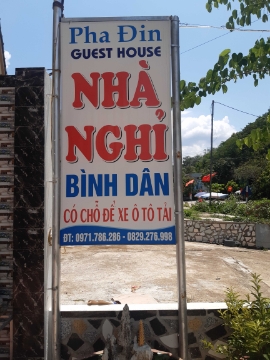 Pha Đin
GUEST HOUSE
NHÀ
NGHỈ
BÌNH DÂN
CÓ CHỖ ĐỂ XE Ô TÔ TẢI
ĐT: 0971.786.286 - 0829.276.998